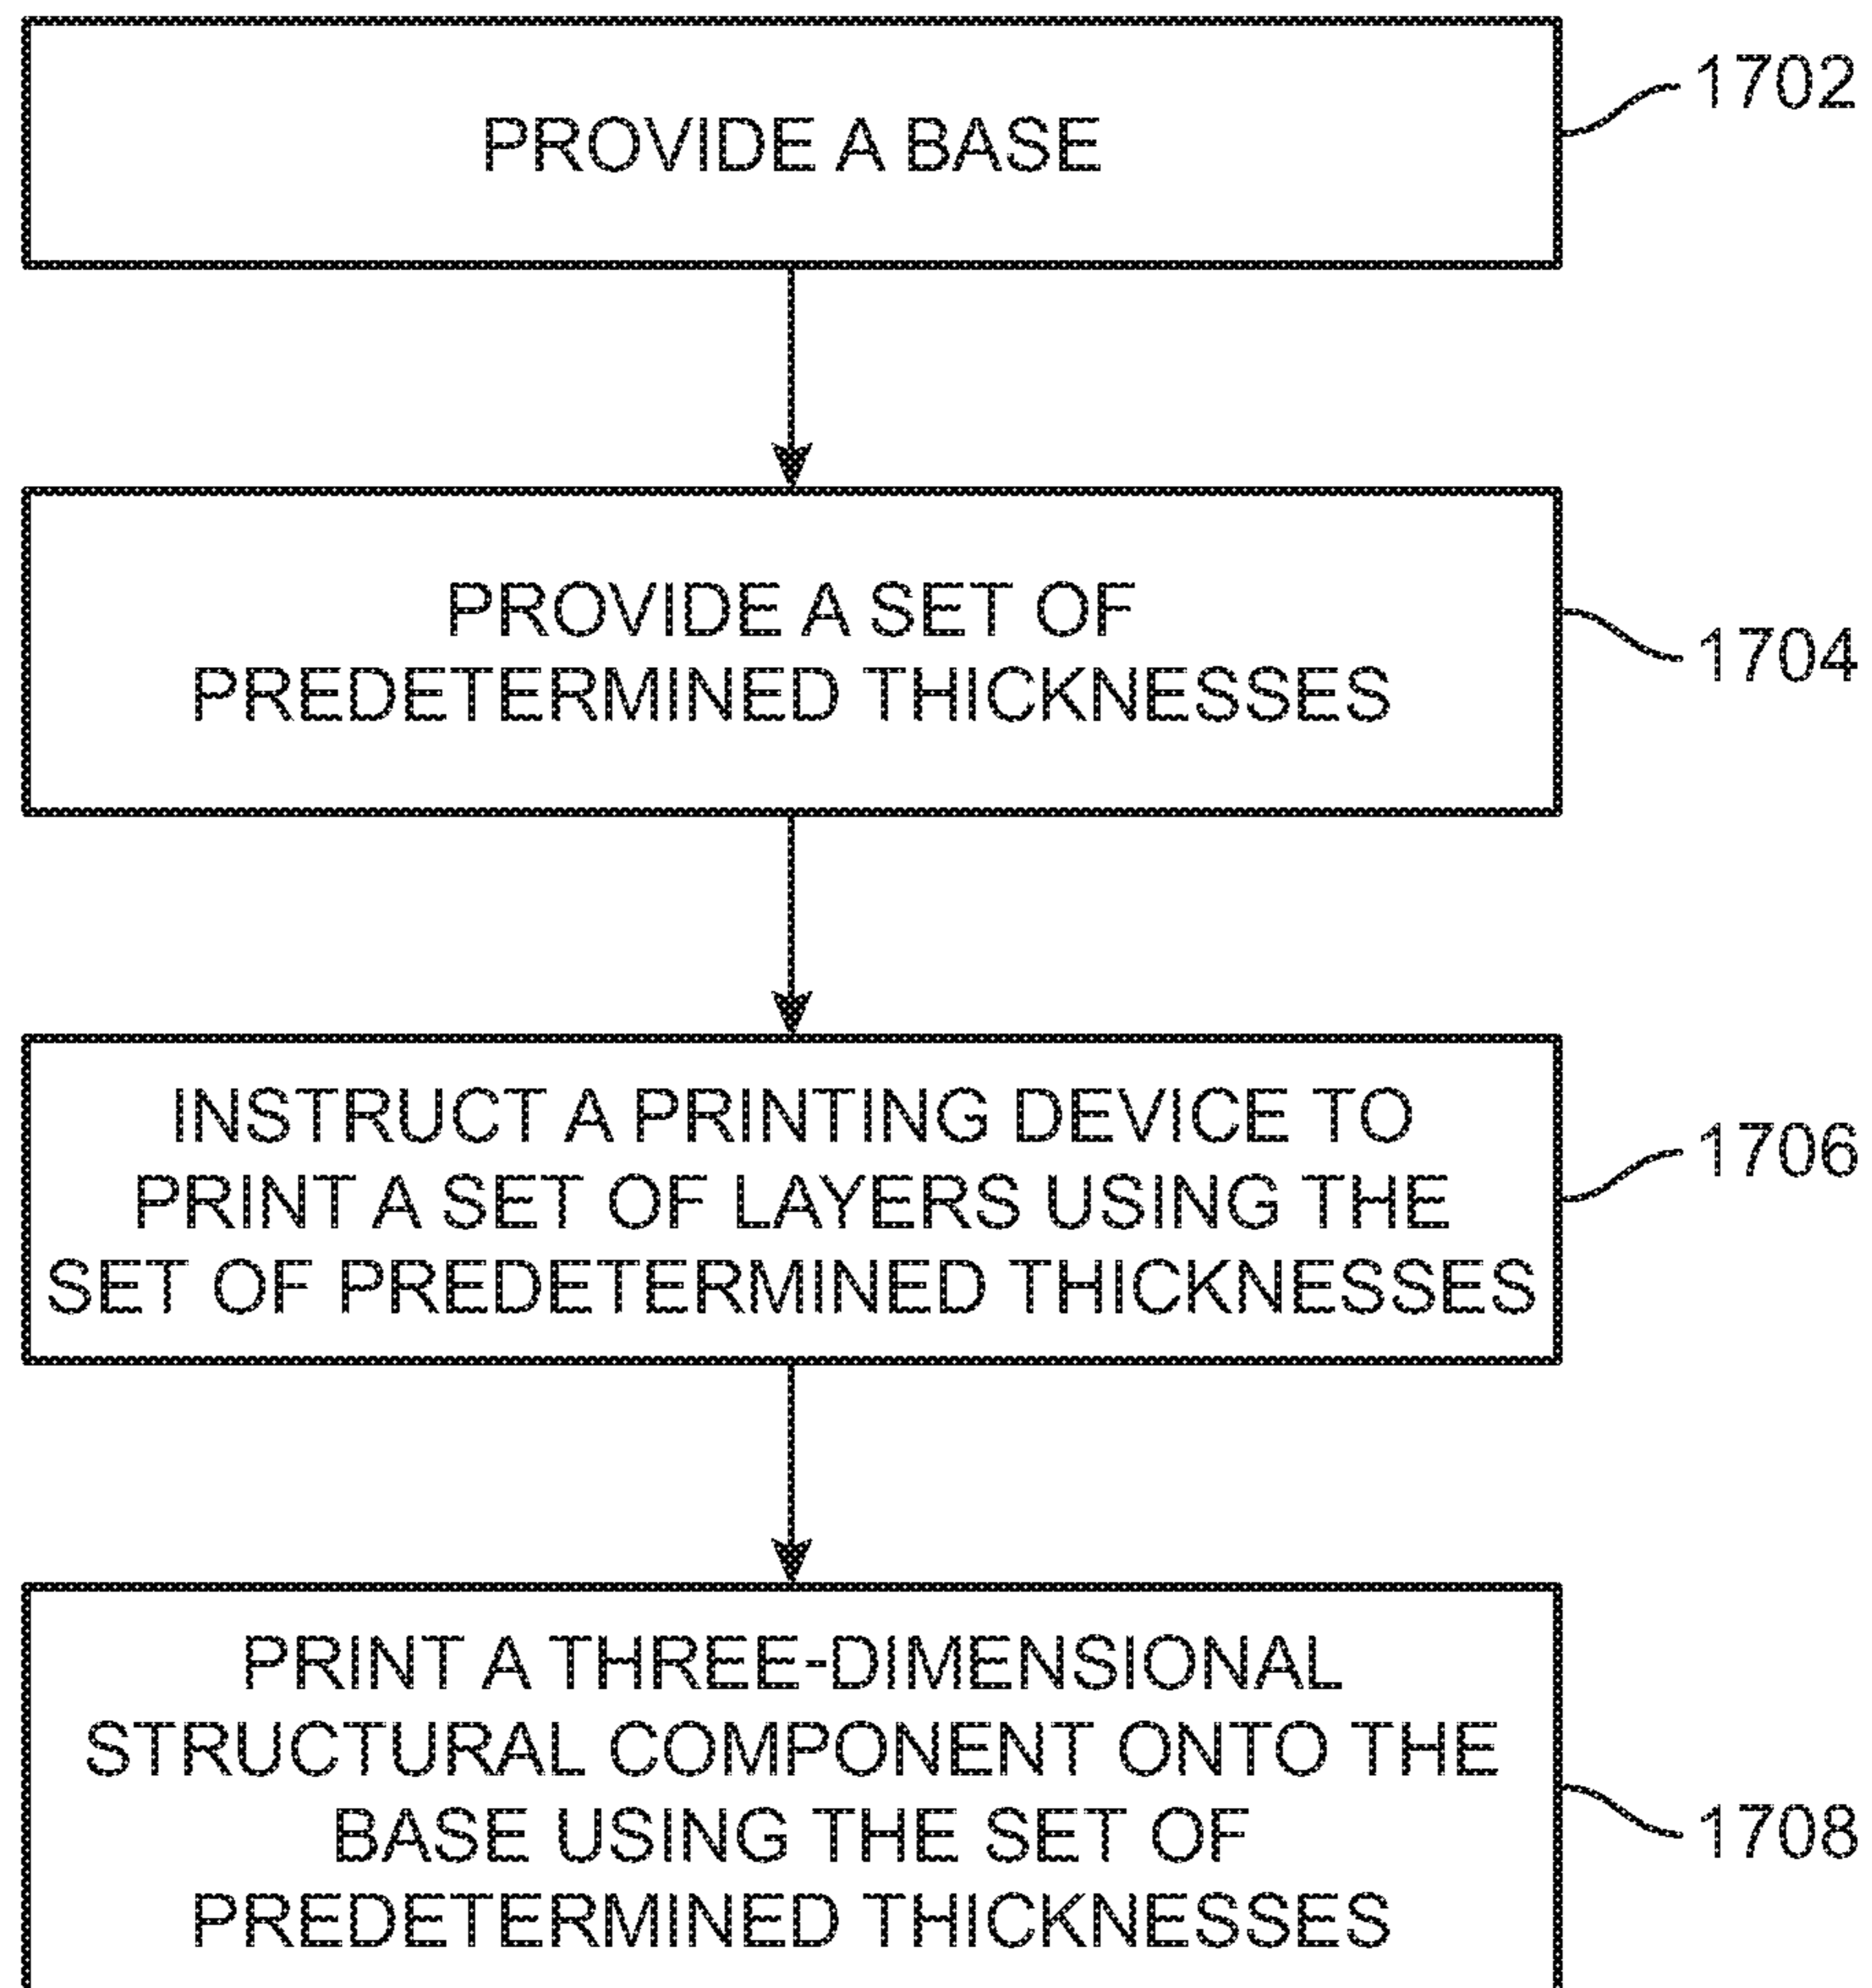 PROVIDE A BASE
1702
PROVIDE A SET OF
PREDETERMINED THICKNESSES
1704
INSTRUCT A PRINTING DEVICE TO
PRINT A SET OF LAYERS USING THE
SET OF PREDETERMINED THICKNESSES
1706
PRINT A THREE-DIMENSIONAL
STRUCTURAL COMPONENT ONTO THE
BASE USING THE SET OF
PREDETERMINED THICKNESSES
1708